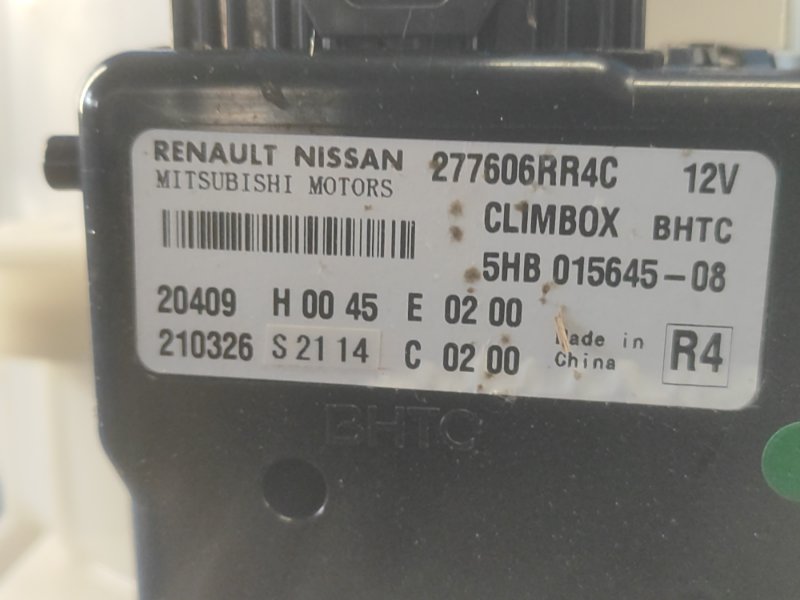 RENAULT NISSAN 277606RR4C 12V
MITSUBISHI MOTORS
CLIMBOX BHTC
5HB 015645-08
20409 H 00 45 E 02 00
210326 S 21 14 C 02 00
Made in
China
R4
BHTC